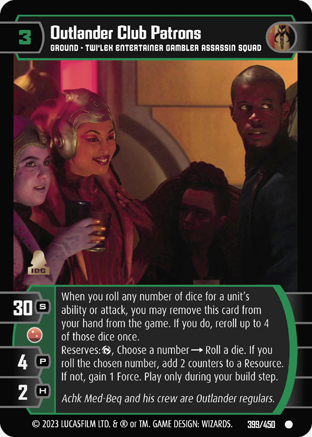 3
Outlander Club Patrons
GROUND - TWI'LEK ENTERTAINER GAMBLER ASSASSIN SQUAD
IDC
30 S
4 P
2 H
When you roll any number of dice for a unit's
ability or attack, you may remove this card from
your hand from the game. If you do, reroll up to 4
of those dice once.
Reserves: , Choose a number → Roll a die. If you
roll the chosen number, add 2 counters to a Resource.
If not, gain 1 Force. Play only during your build step.
Achk Med-Beq and his crew are Outlander regulars.
© 2023 LUCASFILM LTD. & ® or TM. GAME DESIGN: WIZARDS.
399/450